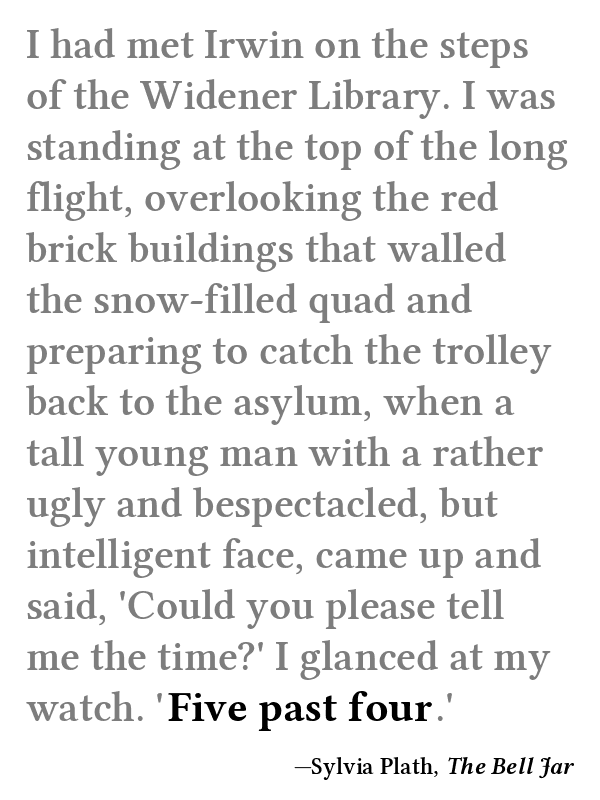 I had met Irwin on the steps
of the Widener Library. I was
standing at the top of the long
flight, overlooking the red
brick buildings that walled
the snow-filled quad and
preparing to catch the trolley
back to the asylum, when a
tall young man with a rather
ugly and bespectacled, but
intelligent face, came up and
said, 'Could you please tell
me the time?' I glanced at my
watch. 'Five past four.'
—Sylvia Plath, The Bell Jar